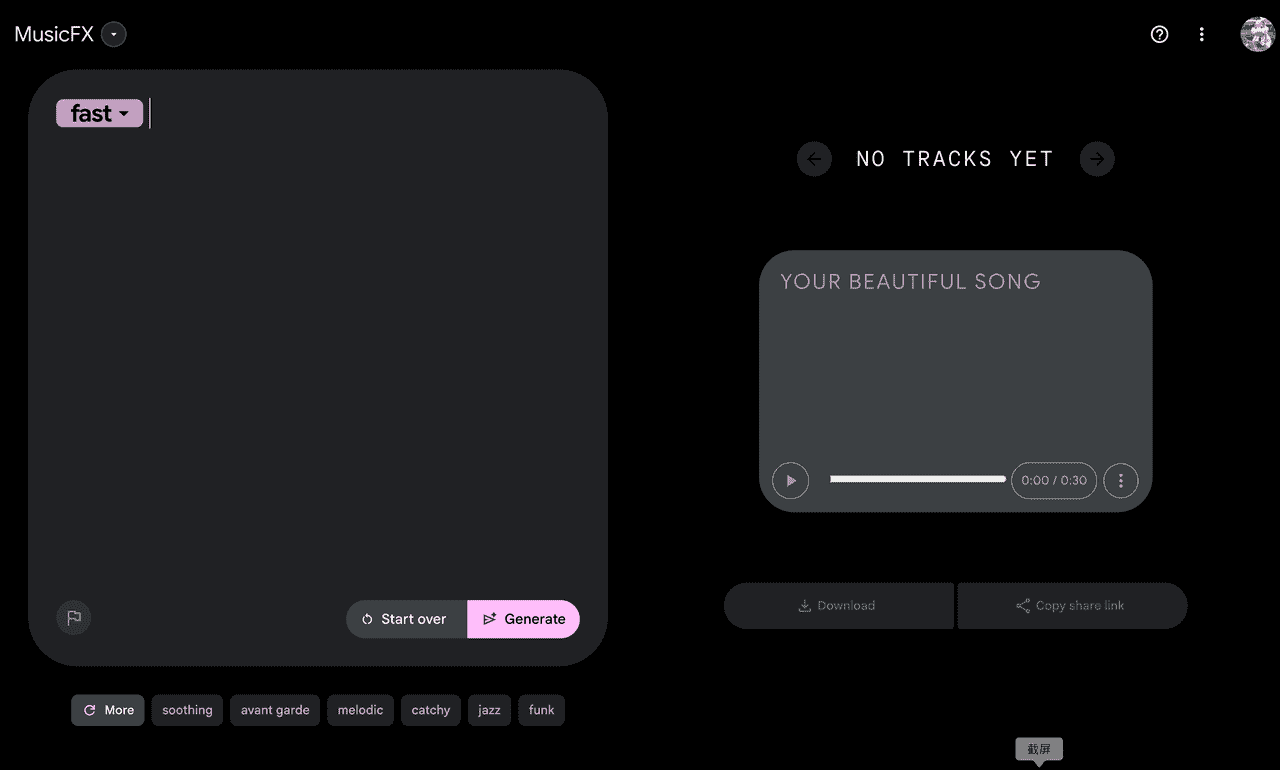 MusicFX
fast
NO TRACKS YET
YOUR BEAUTIFUL SONG
0:00 / 0:30
Start over
Generate
Download
Copy share link
More
soothing
avant garde
melodic
catchy
jazz
funk
截屏